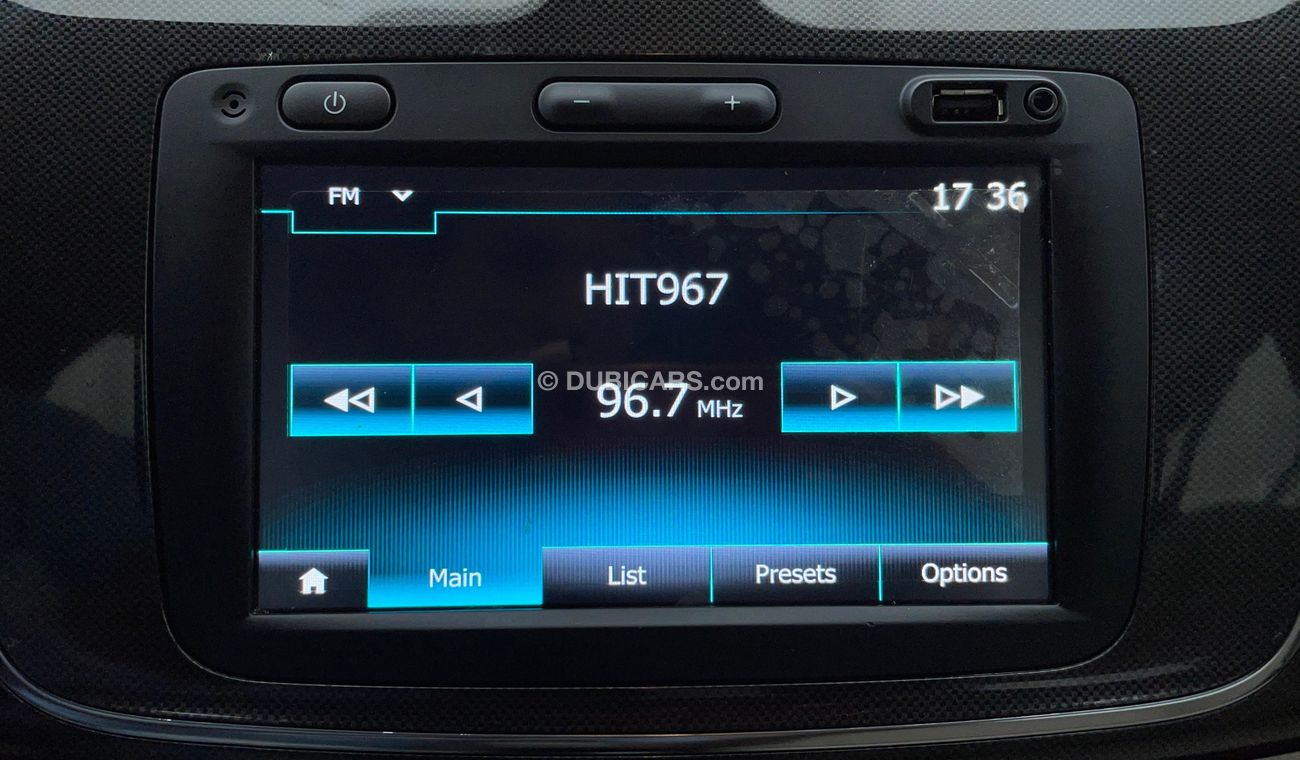 FM 17 36
HIT967
© DUBICARS.com
96.7 MHz
Main List Presets Options